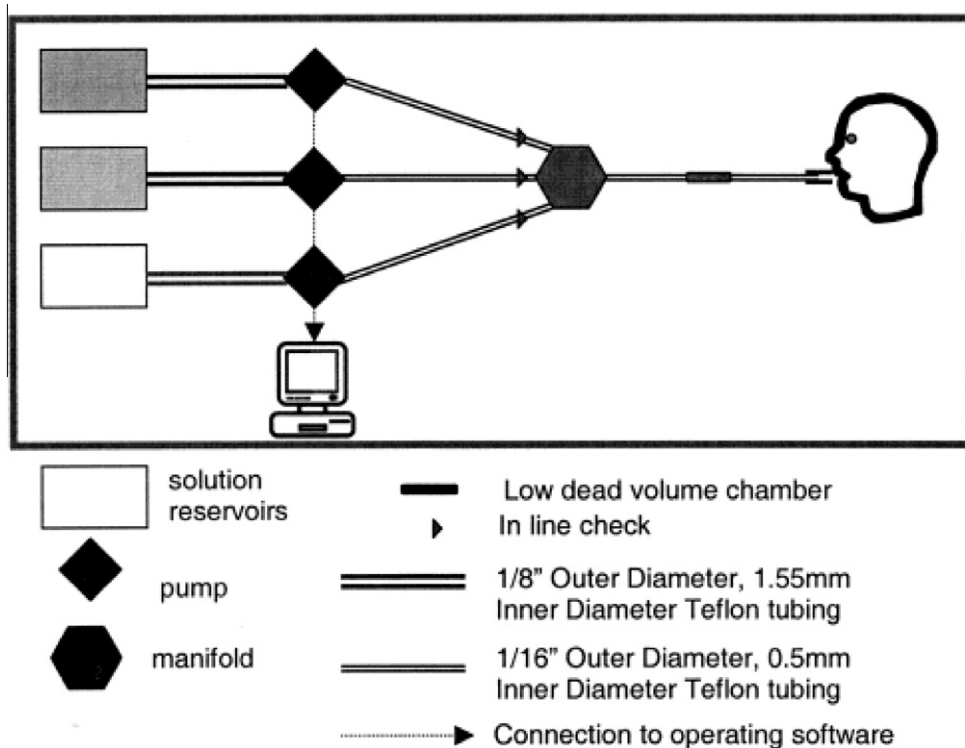 solution
reservoirs
pump
manifold
Low dead volume chamber
In line check
1/8" Outer Diameter, 1.55mm
Inner Diameter Teflon tubing
1/16" Outer Diameter, 0.5mm
Inner Diameter Teflon tubing
Connection to operating software